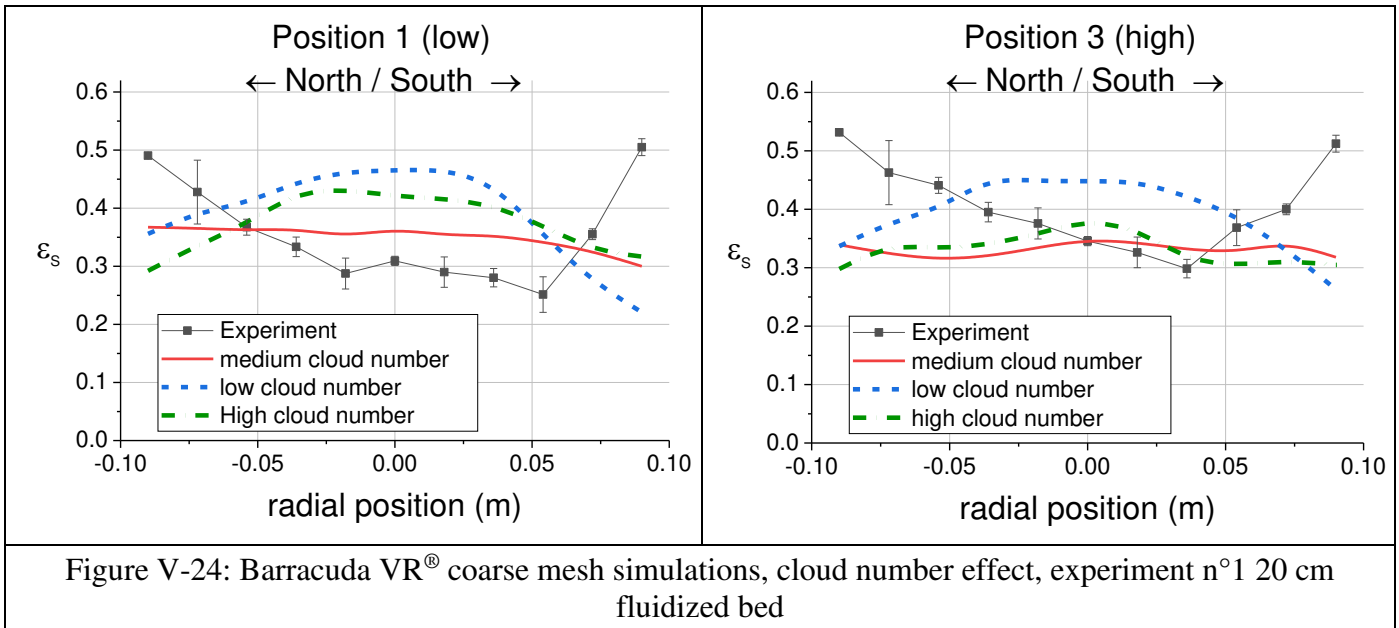 Position 1 (low)
← North / South →
0.6
0.5
0.4
0.3
0.2
0.1
0.0
εs
Experiment
medium cloud number
low cloud number
High cloud number
-0.10 -0.05 0.00 0.05 0.10
radial position (m)
Position 3 (high)
← North / South →
0.6
0.5
0.4
0.3
0.2
0.1
0.0
εs
Experiment
medium cloud number
low cloud number
high cloud number
-0.10 -0.05 0.00 0.05 0.10
radial position (m)
Figure V-24: Barracuda VR® coarse mesh simulations, cloud number effect, experiment n°1 20 cm
fluidized bed